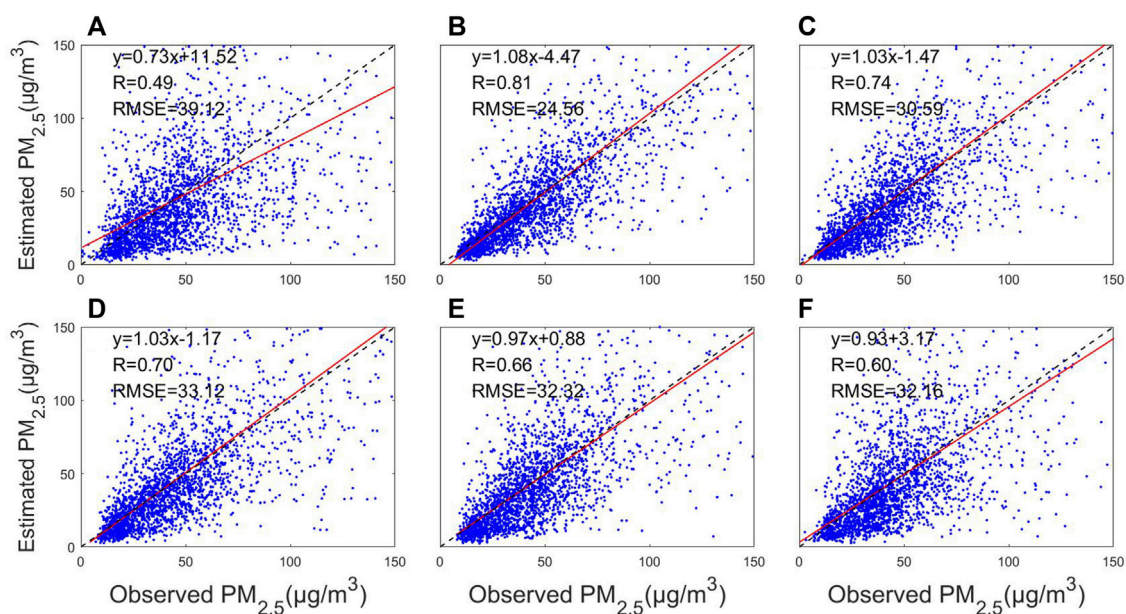 A
B
C
Estimated PM2.5(µg/m³)
150
100
50
0
y=0.73x+11.52
R=0.49
RMSE=39.12
0 50 100 150
y=1.08x-4.47
R=0.81
RMSE=24.56
0 50 100 150
y=1.03x-1.47
R=0.74
RMSE=30.59
0 50 100 150
D
E
F
Estimated PM2.5(µg/m³)
150
100
50
0
y=1.03x-1.17
R=0.70
RMSE=33.12
0 50 100 150
y=0.97x+0.88
R=0.66
RMSE=32.32
0 50 100 150
y=0.93+3.17
R=0.60
RMSE=32.16
0 50 100 150
Observed PM2.5(µg/m³)
Observed PM2.5(µg/m³)
Observed PM2.5(µg/m³)